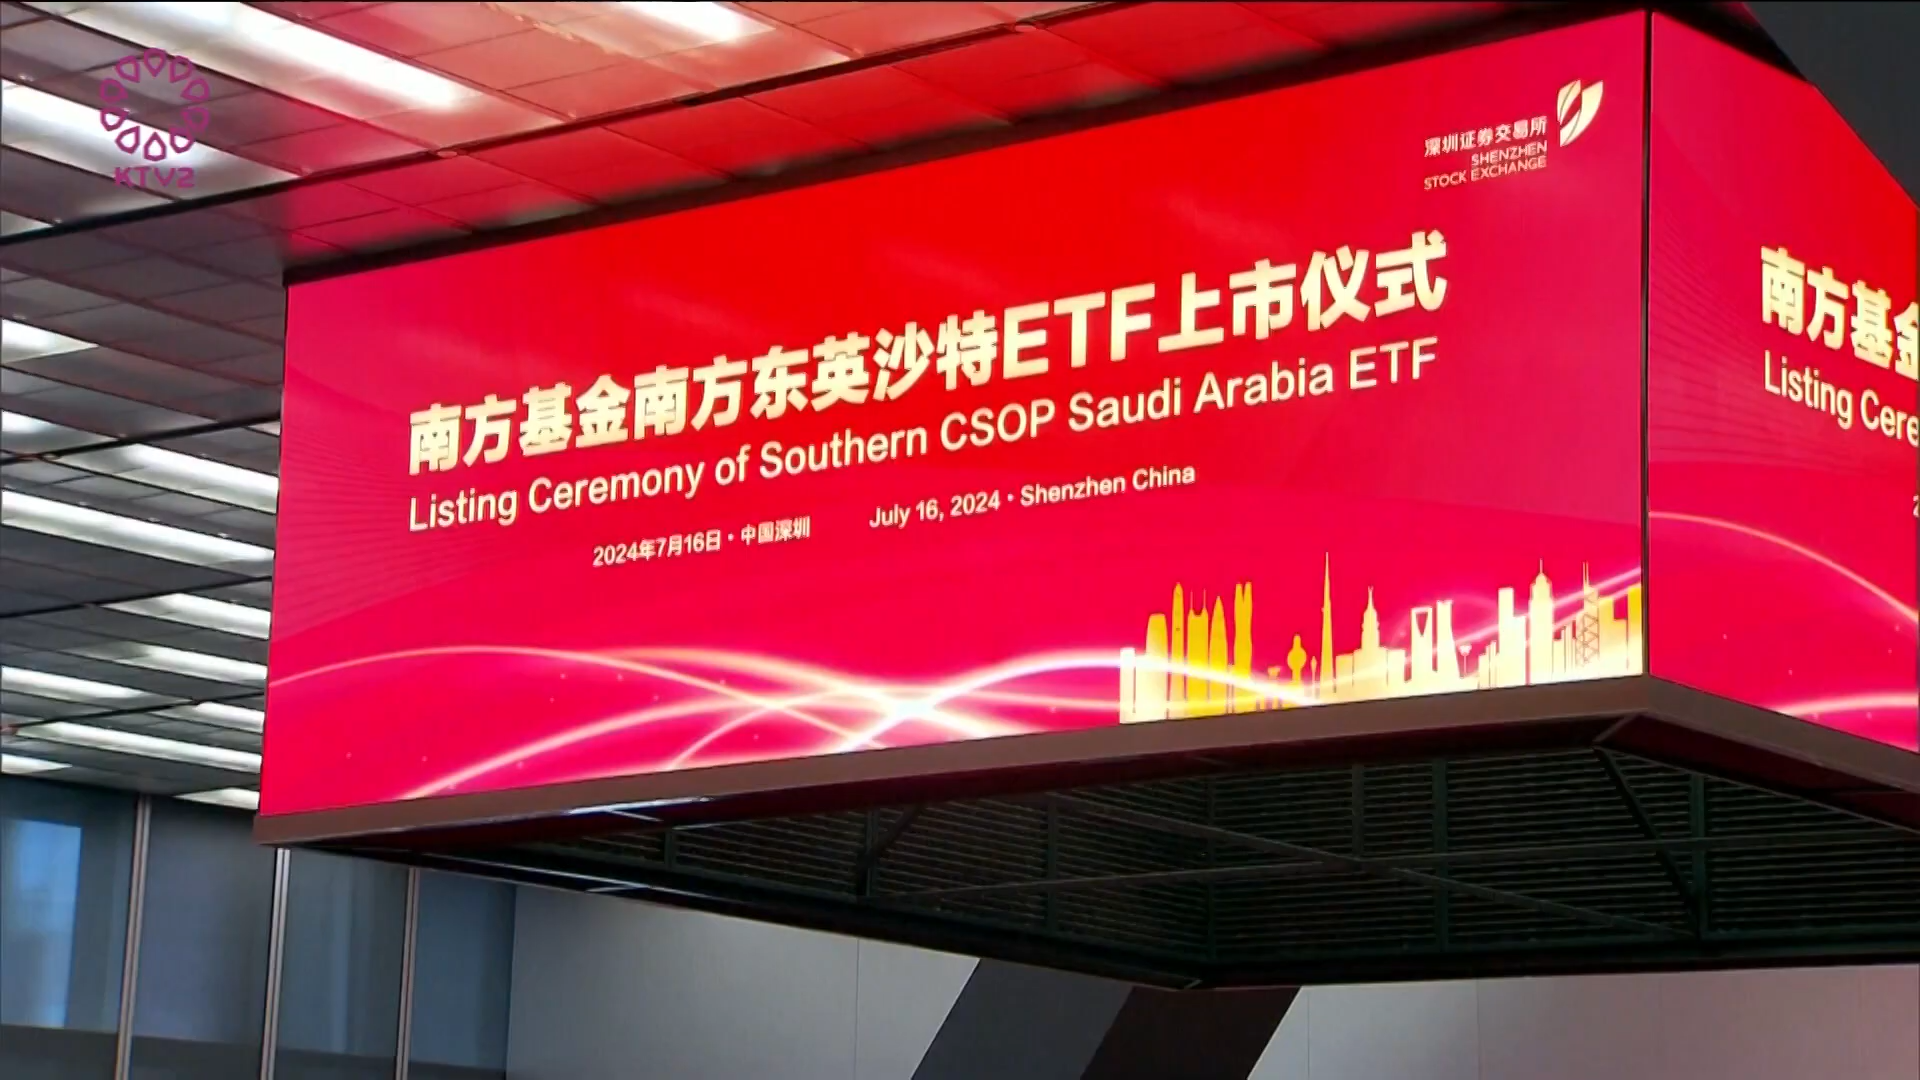 KTV2
深圳证券交易所
SHENZHEN
STOCK EXCHANGE
南方基金南方东英沙特ETF上市仪式
Listing Ceremony of Southern CSOP Saudi Arabia ETF
2024年7月16日·中国深圳 July 16, 2024·Shenzhen China
南方基金
Listing Cere
2